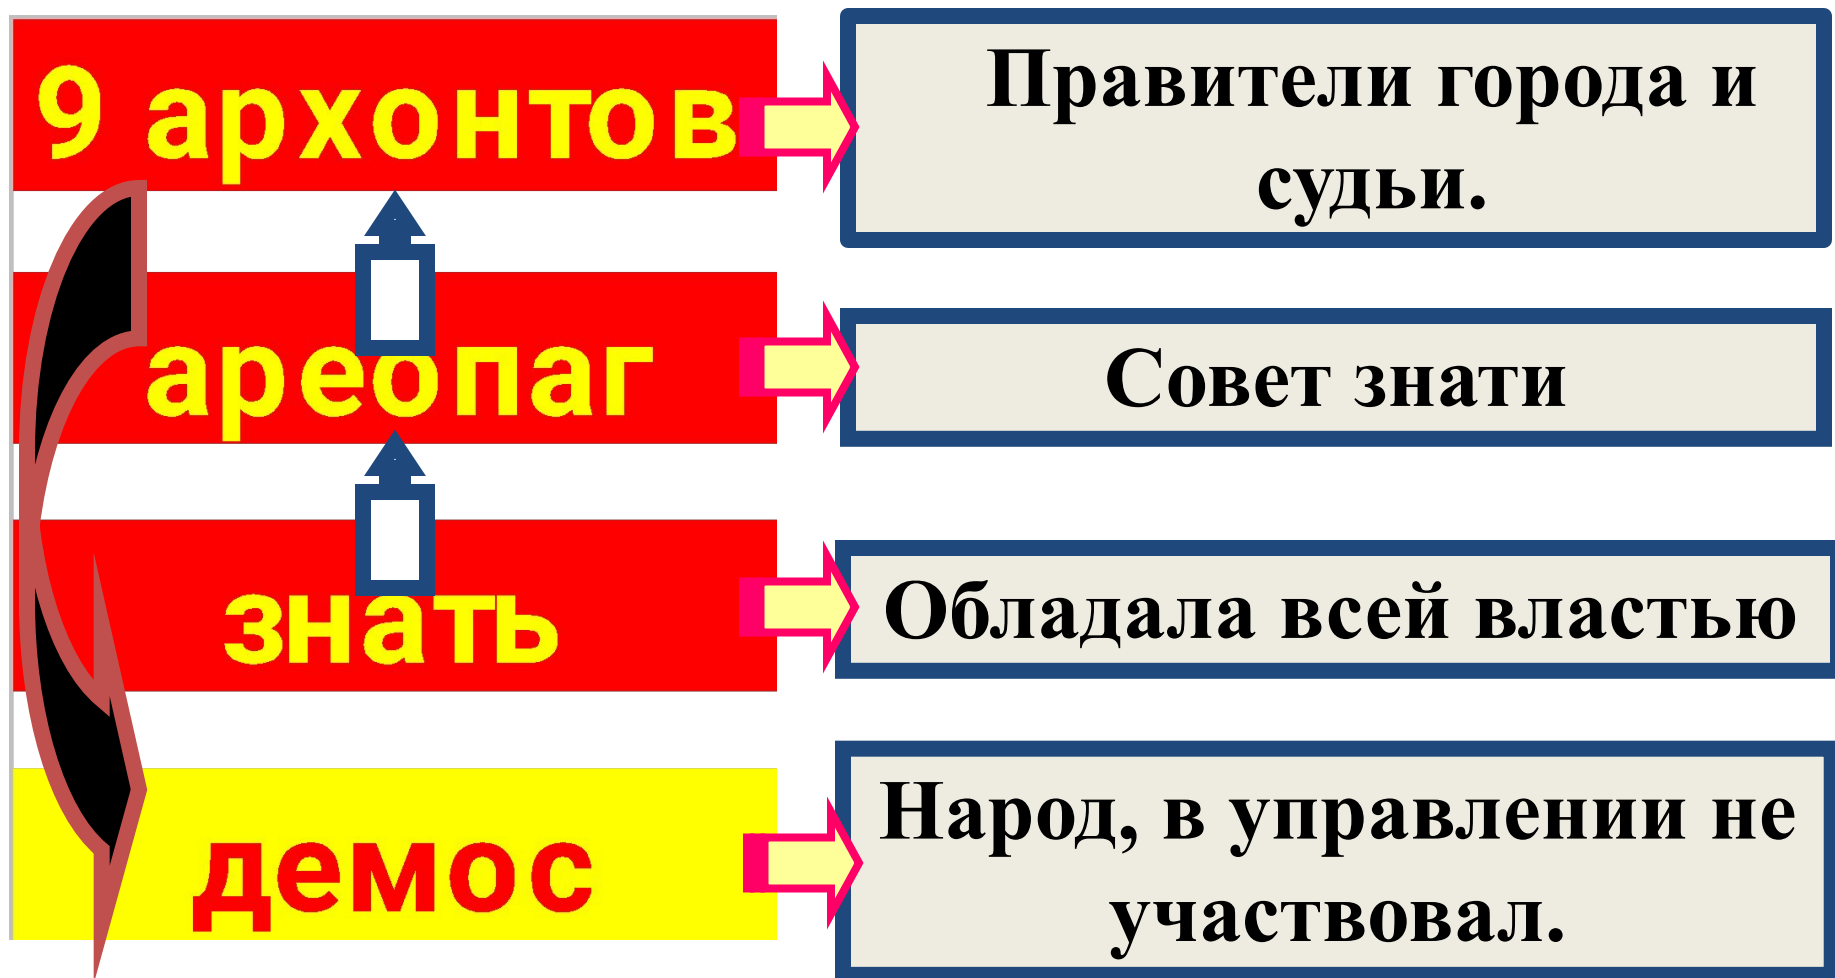 9 архонтов
Правители города и
судьи.
ареопаг
Совет знати
знать
Обладала всей властью
демос
Народ, в управлении не
участвовал.